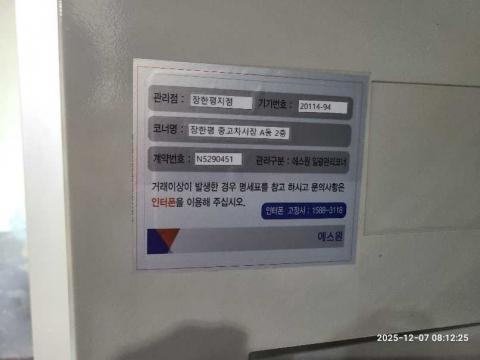 관리점 : 장한평지점 기기번호 : 20114-94
코너명 : 장한평 중고차시장 A동 2층
계약번호 : N5290451 관리구분 : 에스원 일괄관리코너
거래이상이 발생한 경우 명세표를 참고 하시고 문의사항은
인터폰을 이용해 주십시오.
인터폰 고장시 : 1588-3118
에스원
2025-12-07 08:12:25